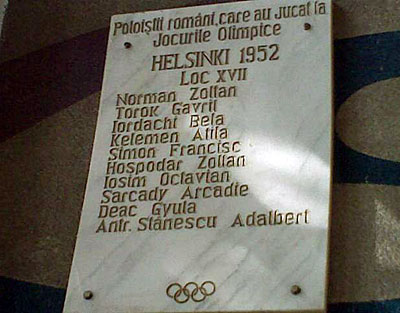 Poloiștii români, care au jucat la
Jocurile Olimpice
HELSINKI 1952
Loc XVII
Norman Zoltan
Torok Gavril
Iordachi Bela
Kelemen Atila
Simon Francisc
Hospodar Zoltan
Iosim Octavian
Sarcady Arcadie
Deac Gyula
Antr. Stănescu Adalbert